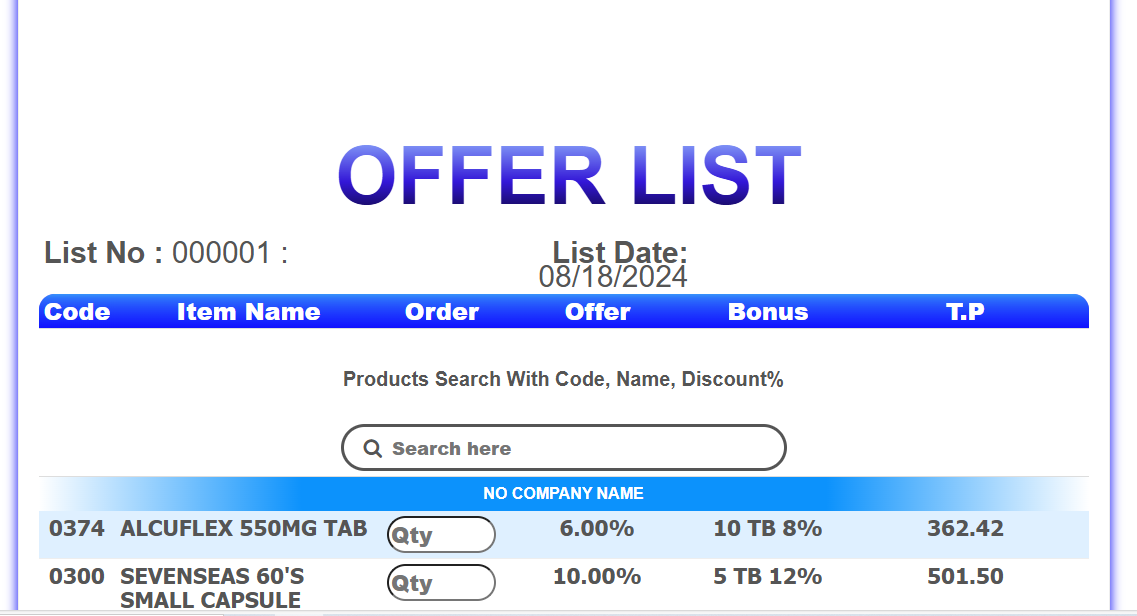 OFFER LIST
List No : 000001 :
List Date:
08/18/2024
Code Item Name Order Offer Bonus T.P
Products Search With Code, Name, Discount%
Search here
NO COMPANY NAME
0374 ALCUFLEX 550MG TAB Qty 6.00% 10 TB 8% 362.42
0300 SEVENSEAS 60'S Qty 10.00% 5 TB 12% 501.50
SMALL CAPSULE